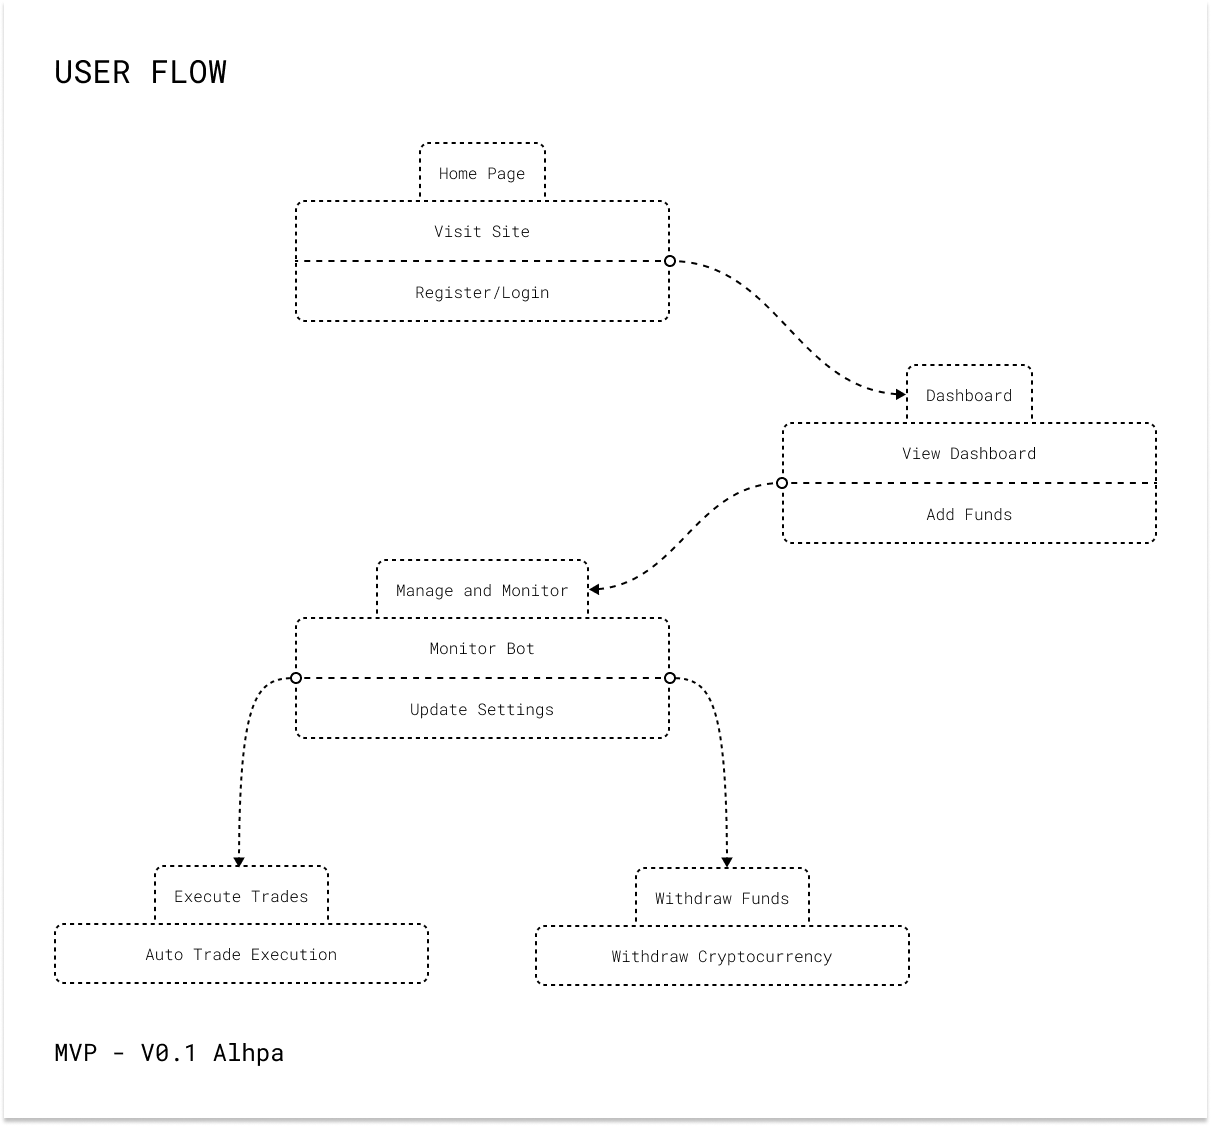 USER FLOW
Home Page
Visit Site
Register/Login
Dashboard
View Dashboard
Add Funds
Manage and Monitor
Monitor Bot
Update Settings
Execute Trades
Auto Trade Execution
Withdraw Funds
Withdraw Cryptocurrency
MVP - V0.1 Alhpa